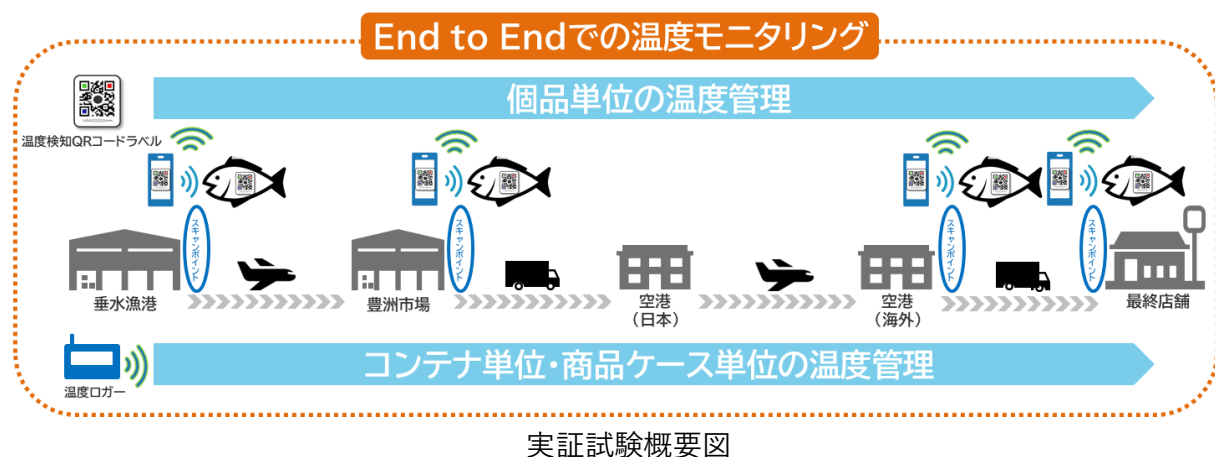 End to Endでの温度モニタリング
個品単位の温度管理
温度検知QRコードラベル
スキャンポイント
スキャンポイント
スキャンポイント
スキャンポイント
垂水漁港
豊洲市場
空港
（日本）
空港
（海外）
最終店舗
コンテナ単位・商品ケース単位の温度管理
温度ロガー
実証試験概要図